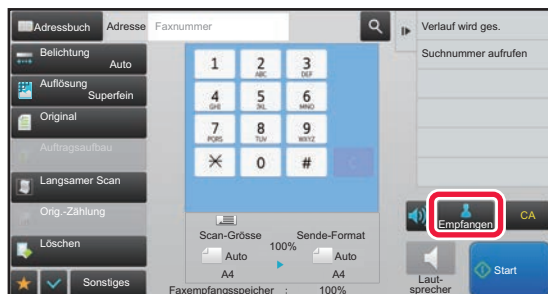 Adressbuch Adresse Faxnummer
Verlauf wird ges.
Suchnummer aufrufen
Belichtung
Auto
Auflösung
Superfein
Original
Auftragsaufbau
Langsamer Scan
Orig.-Zählung
Löschen
Sonstiges
1 2 3
ABC DEF
4 5 6
GHI JKL MNO
7 8 9
PQRS TUV WXYZ
* 0 # C
Scan-Grösse Sende-Format
100%
Auto Auto
A4 A4
Faxempfangsspeicher : 100%
Empfangen CA
Laut-
sprecher
Start